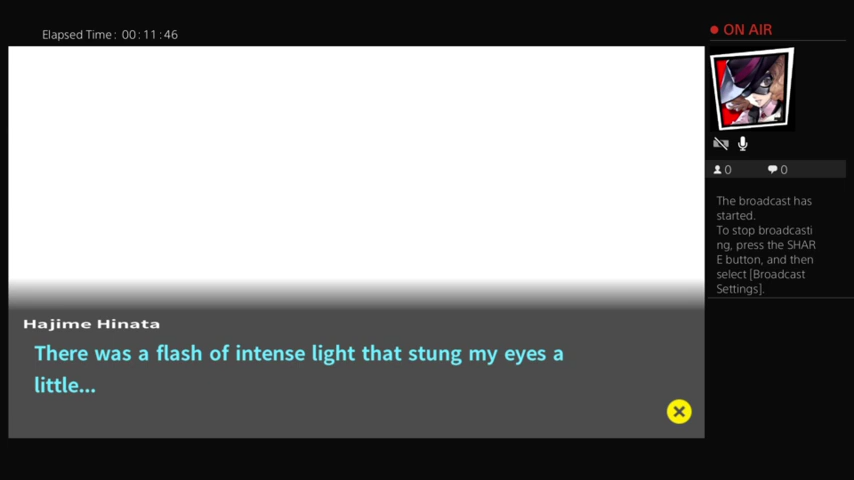 Elapsed Time: 00:11:46
ON AIR
0 0
The broadcast has
started.
To stop broadcasti
ng, press the SHAR
E button, and then
select [Broadcast
Settings].
Hajime Hinata
There was a flash of intense light that stung my eyes a
little...